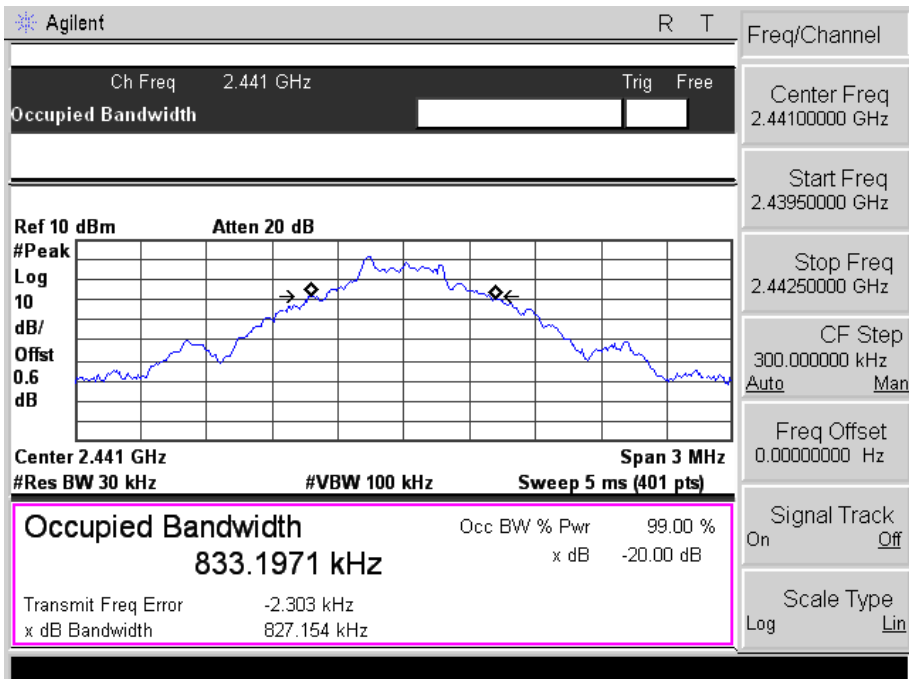 Agilent R T
Ch Freq 2.441 GHz Trig Free
Occupied Bandwidth
Ref 10 dBm Atten 20 dB
#Peak
Log
10
dB/
Offst
0.6
dB
Center 2.441 GHz Span 3 MHz
#Res BW 30 kHz #VBW 100 kHz Sweep 5 ms (401 pts)
Occupied Bandwidth Occ BW % Pwr 99.00 %
833.1971 kHz x dB -20.00 dB
Transmit Freq Error -2.303 kHz
x dB Bandwidth 827.154 kHz
Freq/Channel
Center Freq
2.44100000 GHz
Start Freq
2.43950000 GHz
Stop Freq
2.44250000 GHz
CF Step
300.000000 kHz
Auto Man
Freq Offset
0.00000000 Hz
Signal Track
On Off
Scale Type
Log Lin